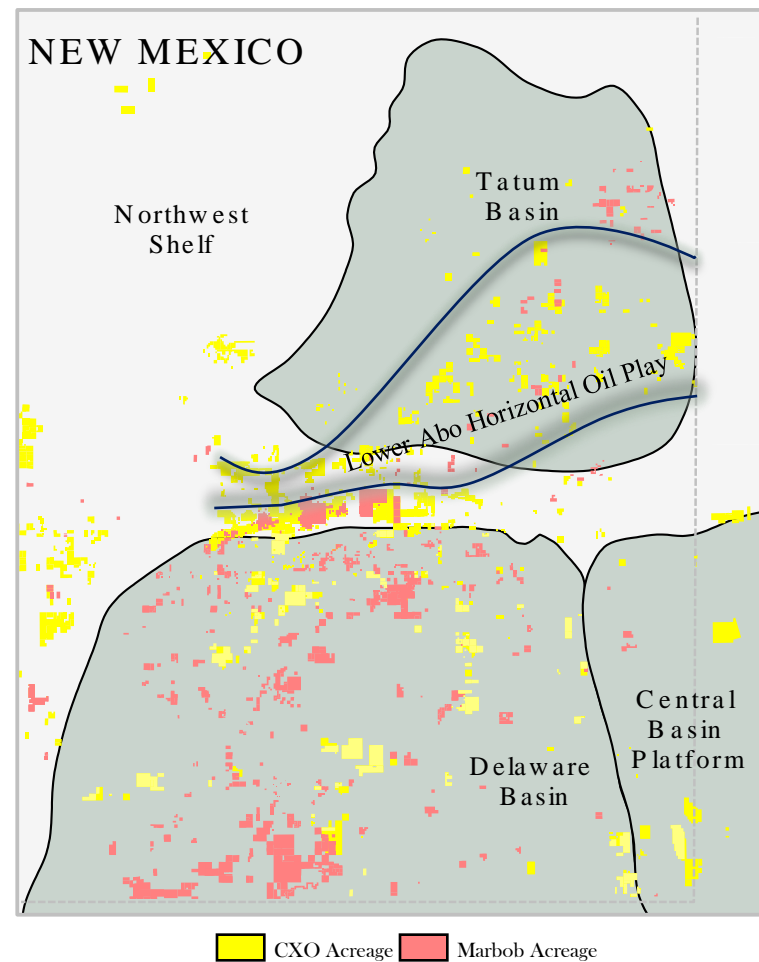 NEW MEXICO
Tatum
Basin
Northwest
Shelf
Lower Abo Horizontal Oil Play
Central
Basin
Platform
Delaware
Basin
CXO Acreage
Marbob Acreage